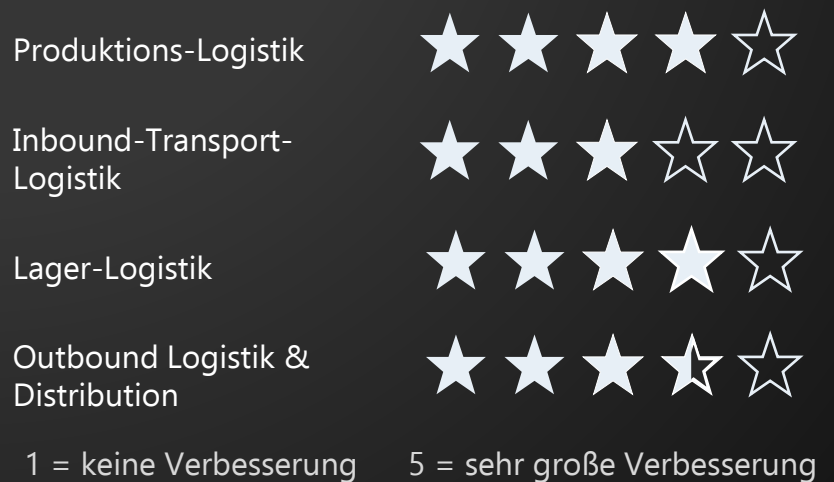 Produktions-Logistik
Inbound-Transport-
Logistik
Lager-Logistik
Outbound Logistik &
Distribution
1 = keine Verbesserung 5 = sehr große Verbesserung